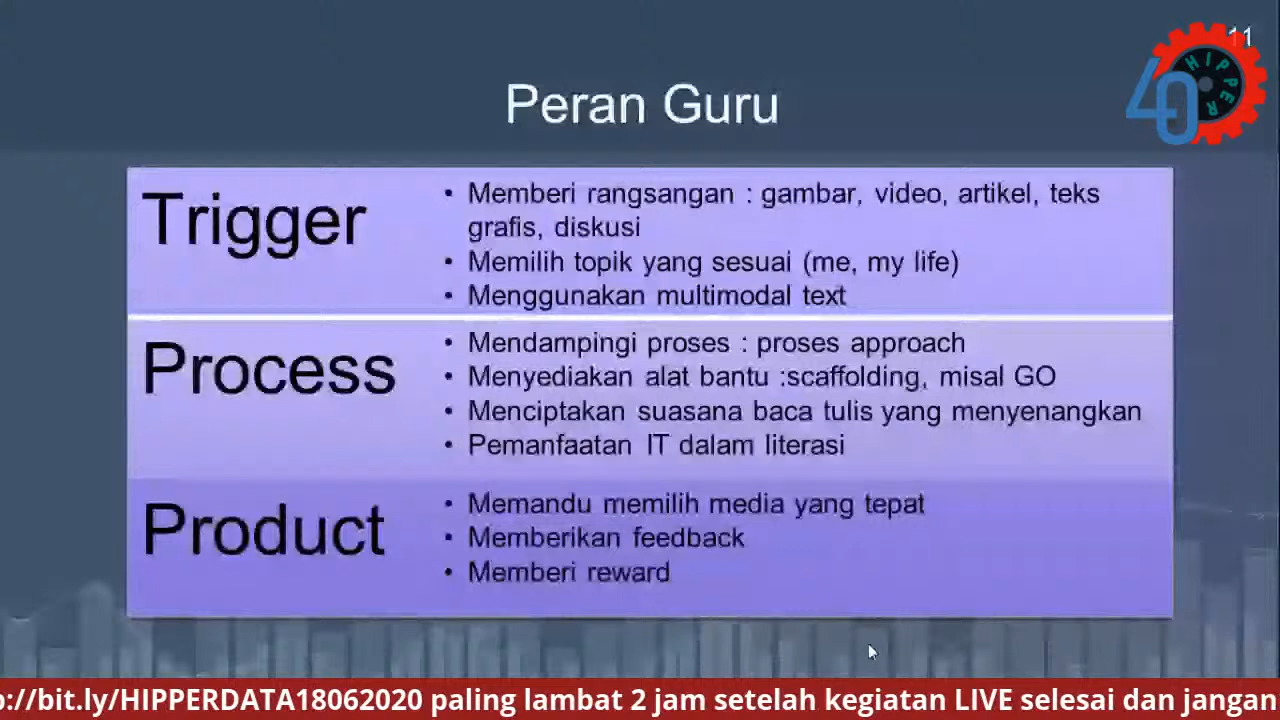 11
40 HIPPER
Peran Guru
Trigger
• Memberi rangsangan : gambar, video, artikel, teks
grafis, diskusi
• Memilih topik yang sesuai (me, my life)
• Menggunakan multimodal text
Process
• Mendampingi proses : proses approach
• Menyediakan alat bantu :scaffolding, misal GO
• Menciptakan suasana baca tulis yang menyenangkan
• Pemanfaatan IT dalam literasi
Product
• Memandu memilih media yang tepat
• Memberikan feedback
• Memberi reward
p://bit.ly/HIPPERDATA18062020 paling lambat 2 jam setelah kegiatan LIVE selesai dan jangan